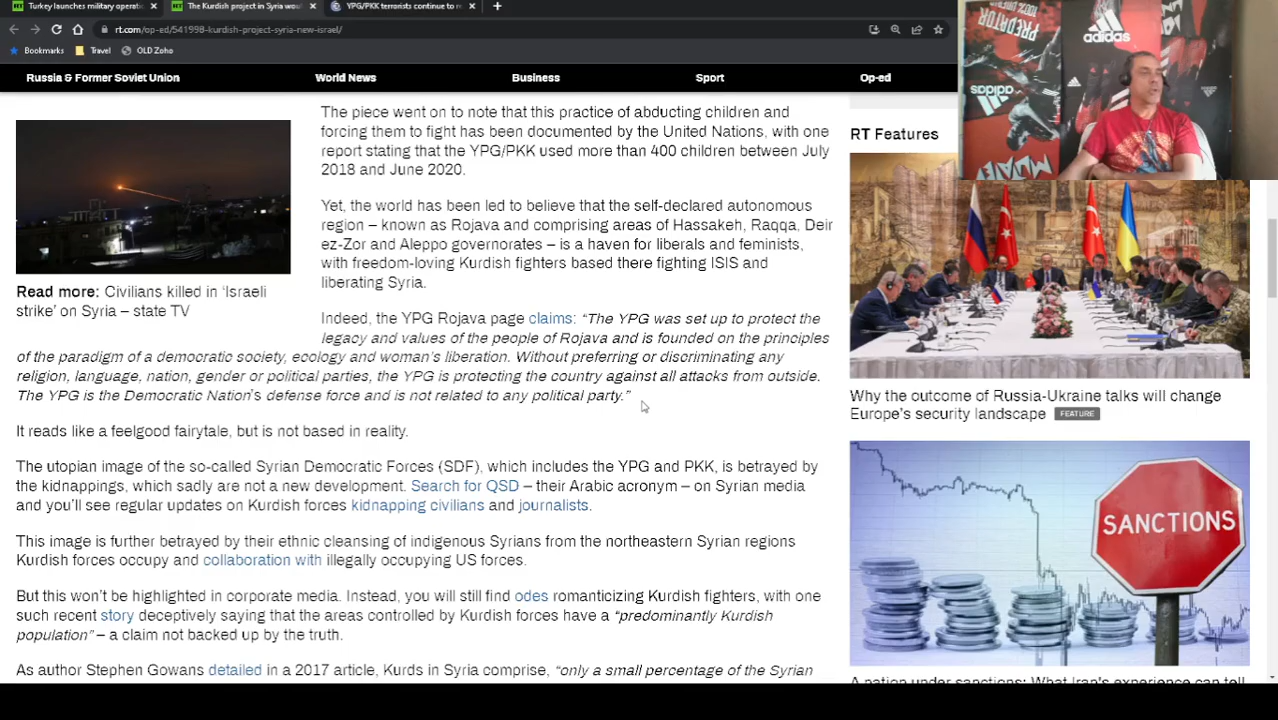 Turkey launches military operati
The Kurdish project in Syria wou
YPG/PKK terrorists continue to re
rt.com/op-ed/541998-kurdish-project-syria-new-israel/
Bookmarks
Travel
OLD Zoho
Russia & Former Soviet Union
World News
Business
Sport
Op-ed
The piece went on to note that this practice of abducting children and
forcing them to fight has been documented by the United Nations, with one
report stating that the YPG/PKK used more than 400 children between July
2018 and June 2020.
Yet, the world has been led to believe that the self-declared autonomous
region – known as Rojava and comprising areas of Hassakeh, Raqqa, Deir
ez-Zor and Aleppo governorates – is a haven for liberals and feminists,
with freedom-loving Kurdish fighters based there fighting ISIS and
liberating Syria.
Read more: Civilians killed in ‘Israeli
strike’ on Syria – state TV
Indeed, the YPG Rojava page claims: “The YPG was set up to protect the
legacy and values of the people of Rojava and is founded on the principles
of the paradigm of a democratic society, ecology and woman’s liberation. Without preferring or discriminating any
religion, language, nation, gender or political parties, the YPG is protecting the country against all attacks from outside.
The YPG is the Democratic Nation’s defense force and is not related to any political party.”
It reads like a feelgood fairytale, but is not based in reality.
The utopian image of the so-called Syrian Democratic Forces (SDF), which includes the YPG and PKK, is betrayed by
the kidnappings, which sadly are not a new development. Search for QSD – their Arabic acronym – on Syrian media
and you’ll see regular updates on Kurdish forces kidnapping civilians and journalists.
This image is further betrayed by their ethnic cleansing of indigenous Syrians from the northeastern Syrian regions
Kurdish forces occupy and collaboration with illegally occupying US forces.
But this won’t be highlighted in corporate media. Instead, you will still find odes romanticizing Kurdish fighters, with one
such recent story deceptively saying that the areas controlled by Kurdish forces have a “predominantly Kurdish
population” – a claim not backed up by the truth.
As author Stephen Gowans detailed in a 2017 article, Kurds in Syria comprise, “only a small percentage of the Syrian
RT Features
Why the outcome of Russia-Ukraine talks will change
Europe’s security landscape
FEATURE
SANCTIONS
A nation under sanctions: What Iran’s experience can tell
PREDATOR
adidas
adidas